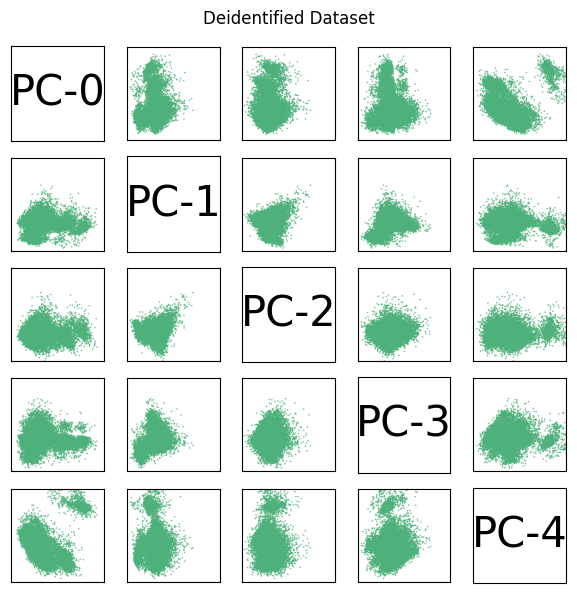 Deidentified Dataset
PC-0
PC-1
PC-2
PC-3
PC-4